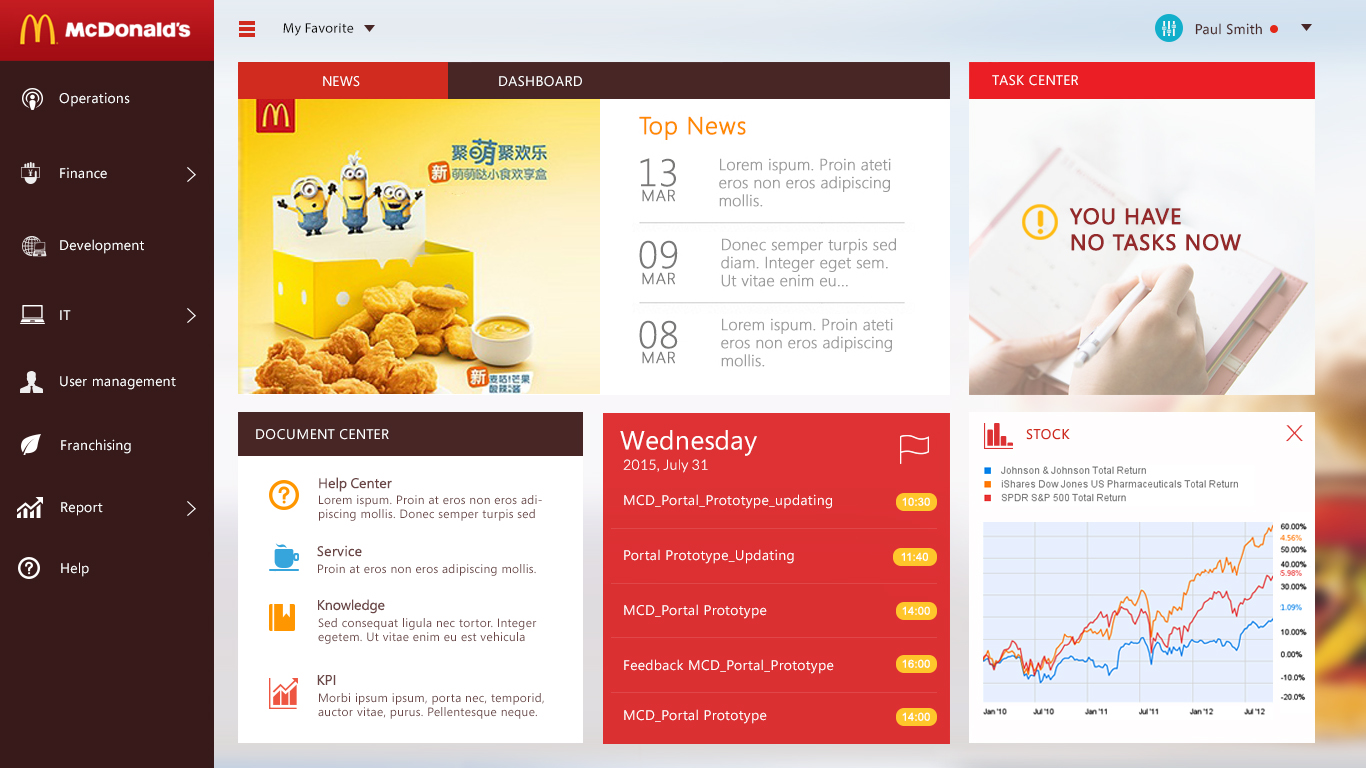 McDonald's
My Favorite
Paul Smith
Operations
Finance
Development
IT
User management
Franchising
Report
Help
NEWS
DASHBOARD
聚萌聚欢乐
新 萌萌哒小食欢享盒
新
Top News
13
MAR
Lorem ispum. Proin ateti
eros non eros adipiscing
mollis.
09
MAR
Donec semper turpis sed
diam. Integer eget sem.
Ut vitae enim eu...
08
MAR
Lorem ispum. Proin ateti
eros non eros adipiscing
mollis.
TASK CENTER
YOU HAVE
NO TASKS NOW
DOCUMENT CENTER
Help Center
Lorem ispum. Proin at eros non eros adi-
piscing mollis. Donec semper turpis sed
Service
Proin at eros non eros adipiscing mollis.
Knowledge
Sed consequat ligula nec tortor. Integer
egetem. Ut vitae enim eu est vehicula
KPI
Morbi ipsum ipsum, porta nec, temporid,
auctor vitae, purus. Pellentesque neque.
Wednesday
2015, July 31
MCD_Portal_Prototype_updating 10:30
Portal Prototype_Updating 11:40
MCD_Portal Prototype 14:00
Feedback MCD_Portal_Prototype 16:00
MCD_Portal Prototype 14:00
STOCK
Johnson & Johnson Total Return
iShares Dow Jones US Pharmaceuticals Total Return
SPDR S&P 500 Total Return
60.00%
4.56%
50.00%
40.00%
5.98%
30.00%
1.09%
10.00%
0.00%
-10.0%
-20.0%
Jan '10 Jul '10 Jan '11 Jul '11 Jan '12 Jul '12